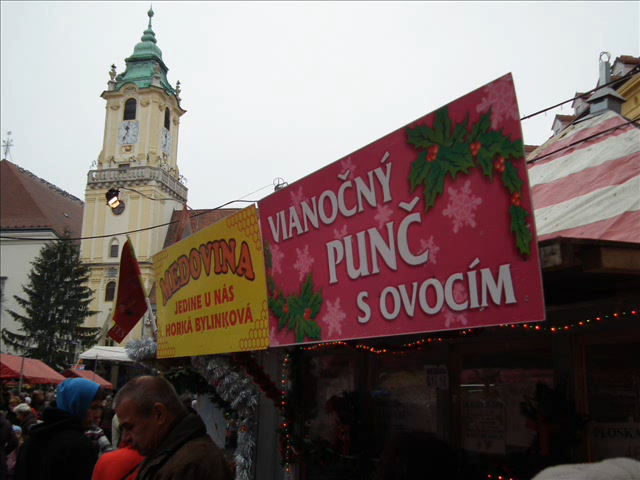 MEDOVINA
JEDINE U NÁS
HORKÁ BYLINKOVÁ
VIANOČNÝ
PUNČ
S OVOCÍM